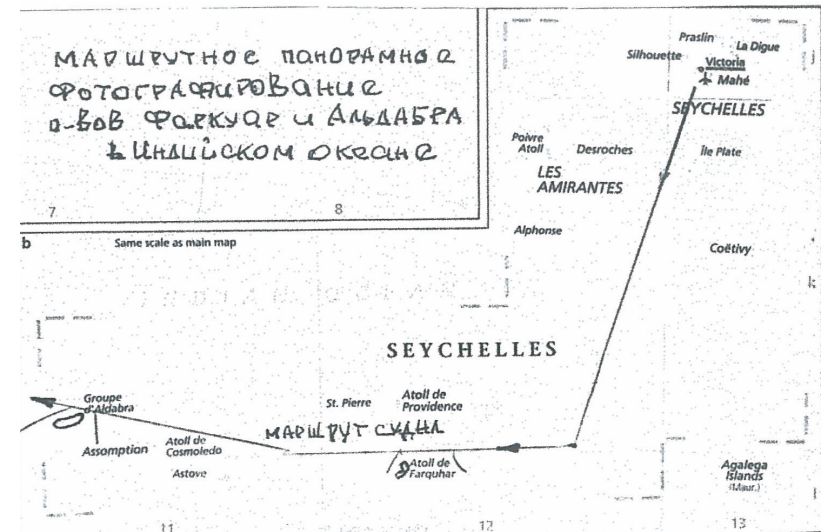 МАРШРУТНОЕ ПАНОРАМНОЕ
ФОТОГРАФИРОВАНИЕ
О-ВОВ ФАРКУАР И АЛЬДАБРА
В ИНДИЙСКОМ ОКЕАНЕ
7
8
b
Same scale as main map
Praslin
La Digue
Silhouette
Victoria
Mahé
SEYCHELLES
Poivre
Atoll
Desroches
Île Plate
LES
AMIRANTES
Alphonse
Coëtivy
SEYCHELLES
Groupe
d'Aldabra
St. Pierre
Atoll de
Providence
МАРШРУТ СУДНА
Assomption
Atoll de
Cosmoledo
Astove
Atoll de
Farquhar
Agalega
Islands
(Maur.)
11
12
13